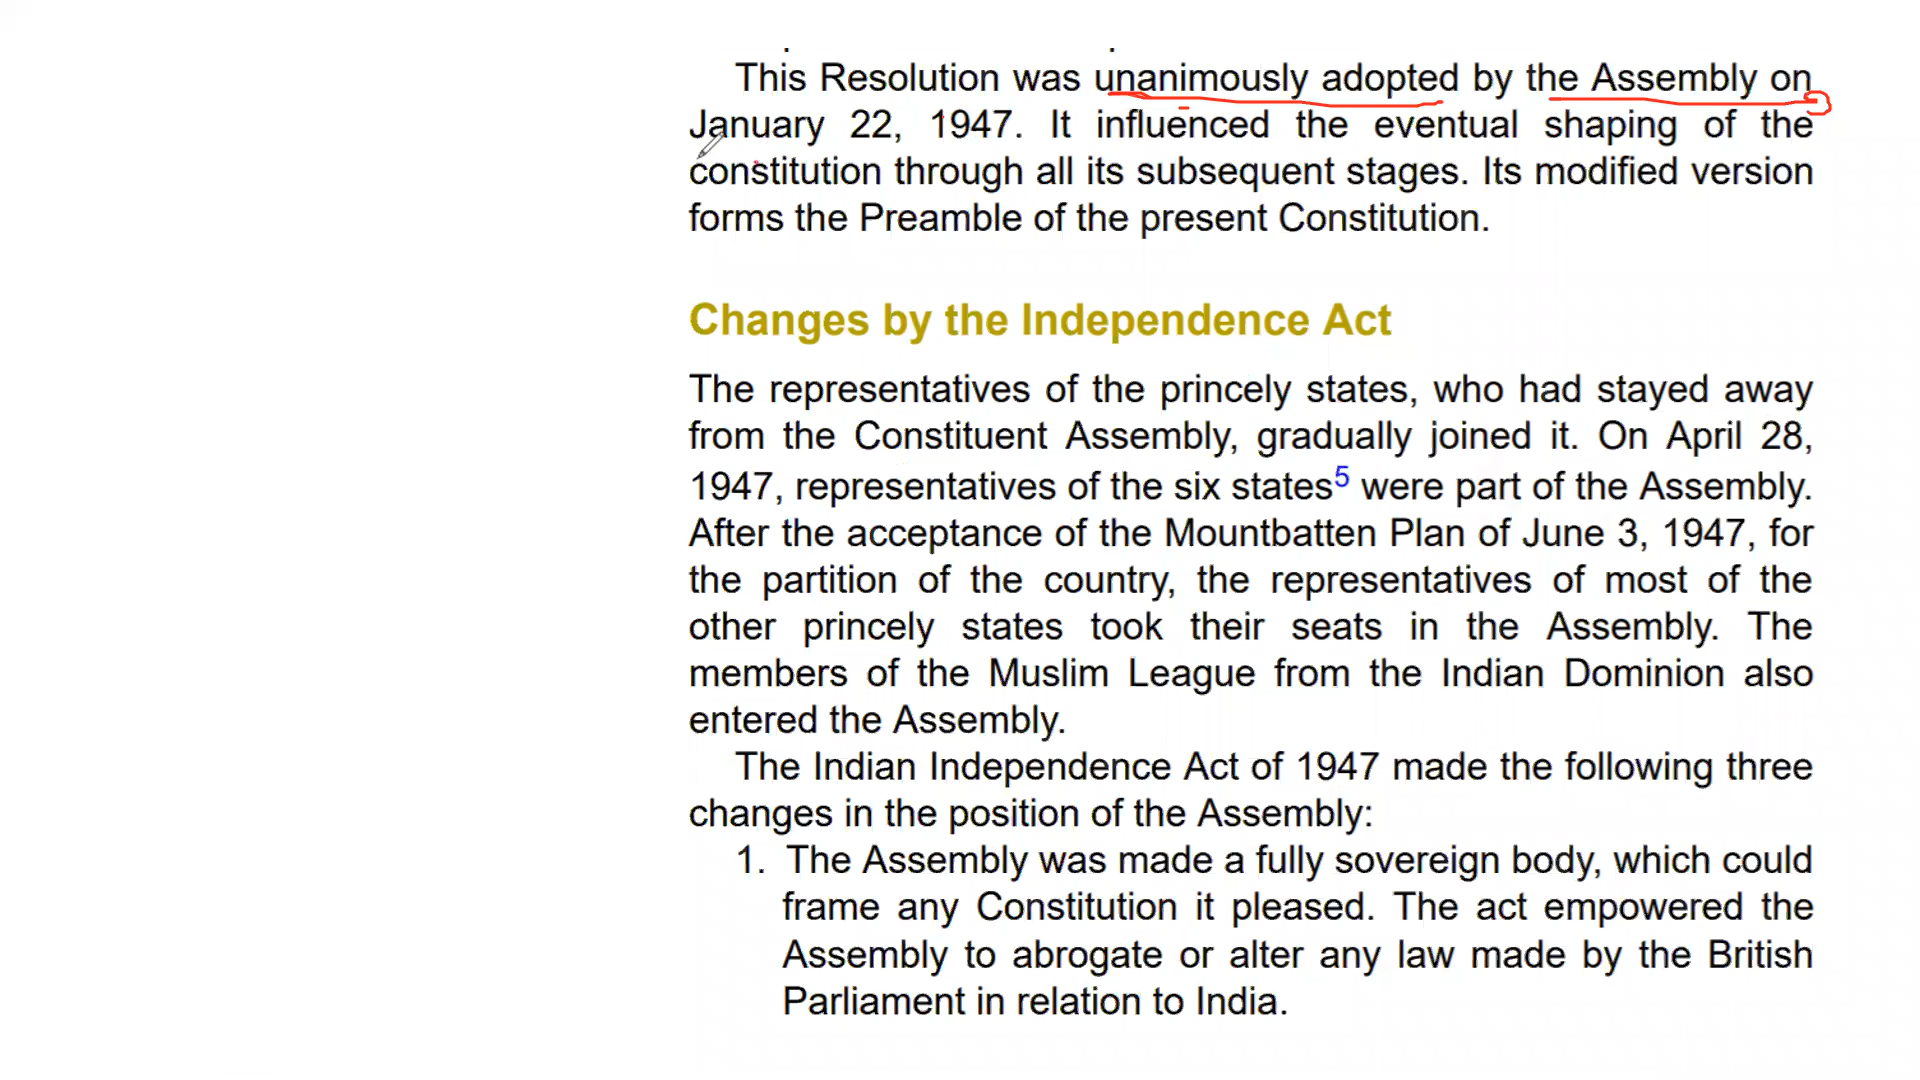 This Resolution was unanimously adopted by the Assembly on
January 22, 1947. It influenced the eventual shaping of the
constitution through all its subsequent stages. Its modified version
forms the Preamble of the present Constitution.
Changes by the Independence Act
The representatives of the princely states, who had stayed away
from the Constituent Assembly, gradually joined it. On April 28,
1947, representatives of the six states5 were part of the Assembly.
After the acceptance of the Mountbatten Plan of June 3, 1947, for
the partition of the country, the representatives of most of the
other princely states took their seats in the Assembly. The
members of the Muslim League from the Indian Dominion also
entered the Assembly.
The Indian Independence Act of 1947 made the following three
changes in the position of the Assembly:
1. The Assembly was made a fully sovereign body, which could
frame any Constitution it pleased. The act empowered the
Assembly to abrogate or alter any law made by the British
Parliament in relation to India.